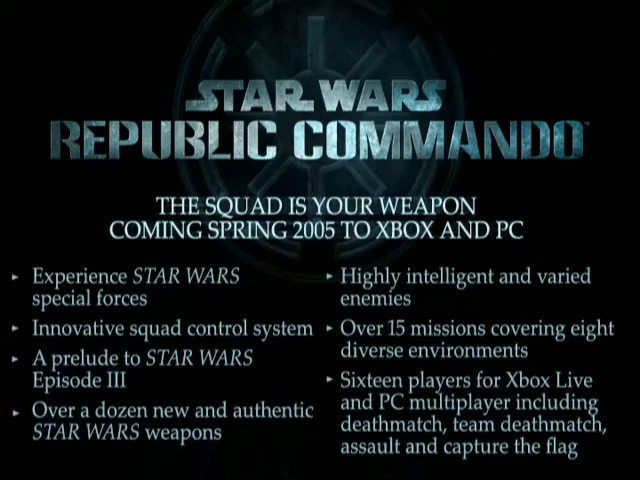 STAR WARS
REPUBLIC COMMANDO™
THE SQUAD IS YOUR WEAPON
COMING SPRING 2005 TO XBOX AND PC
▸ Experience STAR WARS
special forces
▸ Innovative squad control system
▸ A prelude to STAR WARS
Episode III
▸ Over a dozen new and authentic
STAR WARS weapons
▸ Highly intelligent and varied
enemies
▸ Over 15 missions covering eight
diverse environments
▸ Sixteen players for Xbox Live
and PC multiplayer including
deathmatch, team deathmatch,
assault and capture the flag